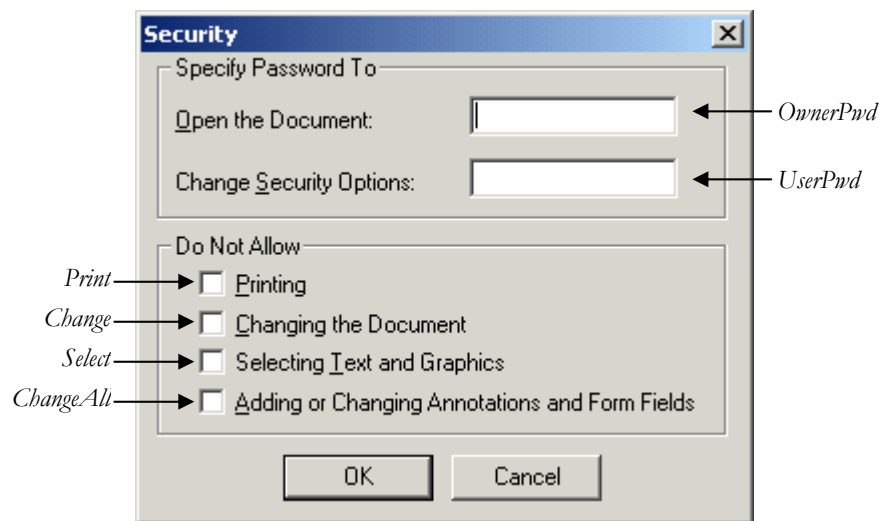 Security
Specify Password To
Open the Document: OwnerPwd
Change Security Options: UserPwd
Do Not Allow
Print Printing
Change Changing the Document
Select Selecting Text and Graphics
ChangeAll Adding or Changing Annotations and Form Fields
OK Cancel